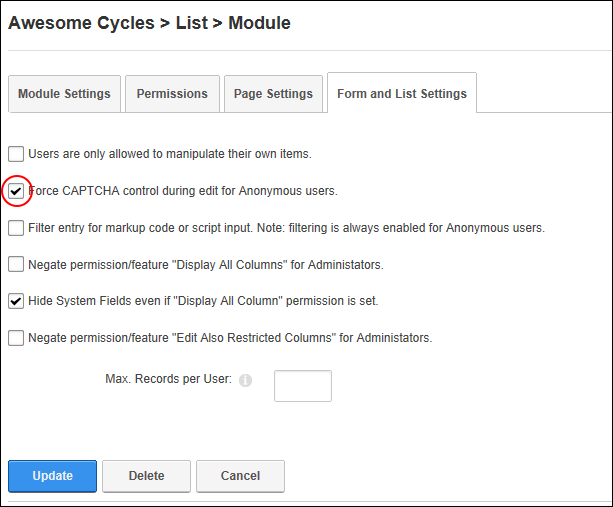 Awesome Cycles > List > Module
Module Settings
Permissions
Page Settings
Form and List Settings
Users are only allowed to manipulate their own items.
Force CAPTCHA control during edit for Anonymous users.
Filter entry for markup code or script input. Note: filtering is always enabled for Anonymous users.
Negate permission/feature "Display All Columns" for Administators.
Hide System Fields even if "Display All Column" permission is set.
Negate permission/feature "Edit Also Restricted Columns" for Administators.
Max. Records per User:
Update
Delete
Cancel